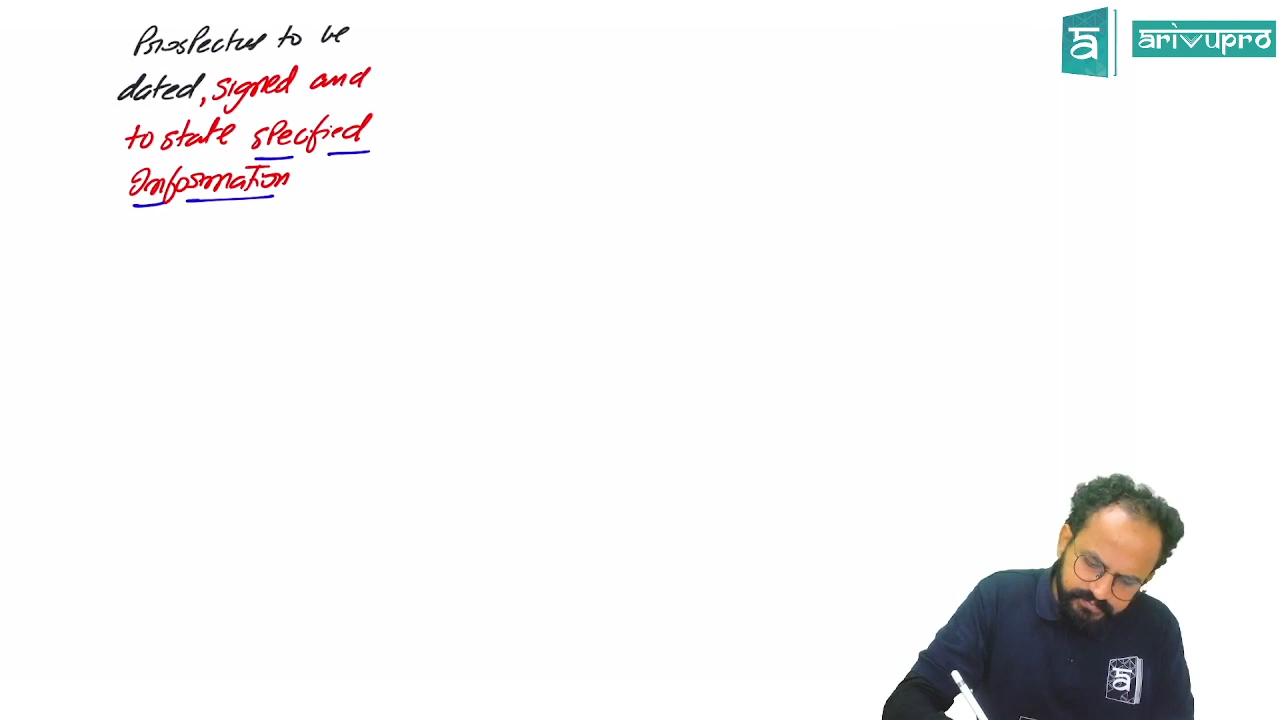 Prospectus to be
dated, signed and
to state specified
Information
arivupro